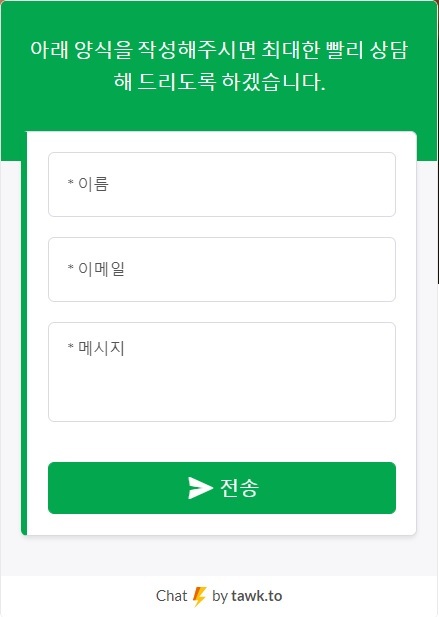 아래 양식을 작성해주시면 최대한 빨리 상담
해 드리도록 하겠습니다.
* 이름
* 이메일
* 메시지
전송
Chat ⚡ by tawk.to